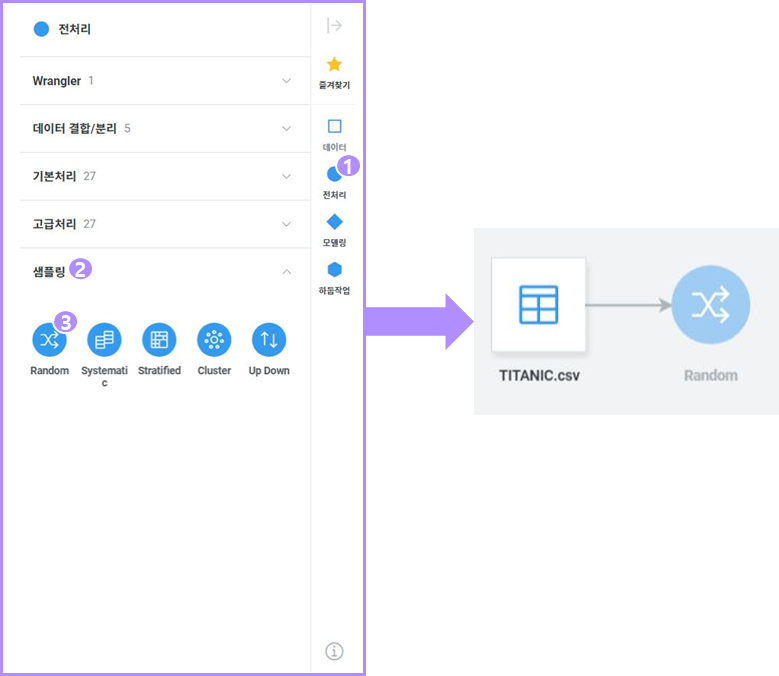 전처리
Wrangler 1
데이터 결합/분리 5
기본처리 27
고급처리 27
샘플링 2
3
Random
Systemati
c
Stratified
Cluster
Up Down
즐겨찾기
데이터
1
전처리
모델링
하둡작업
TITANIC.csv
Random